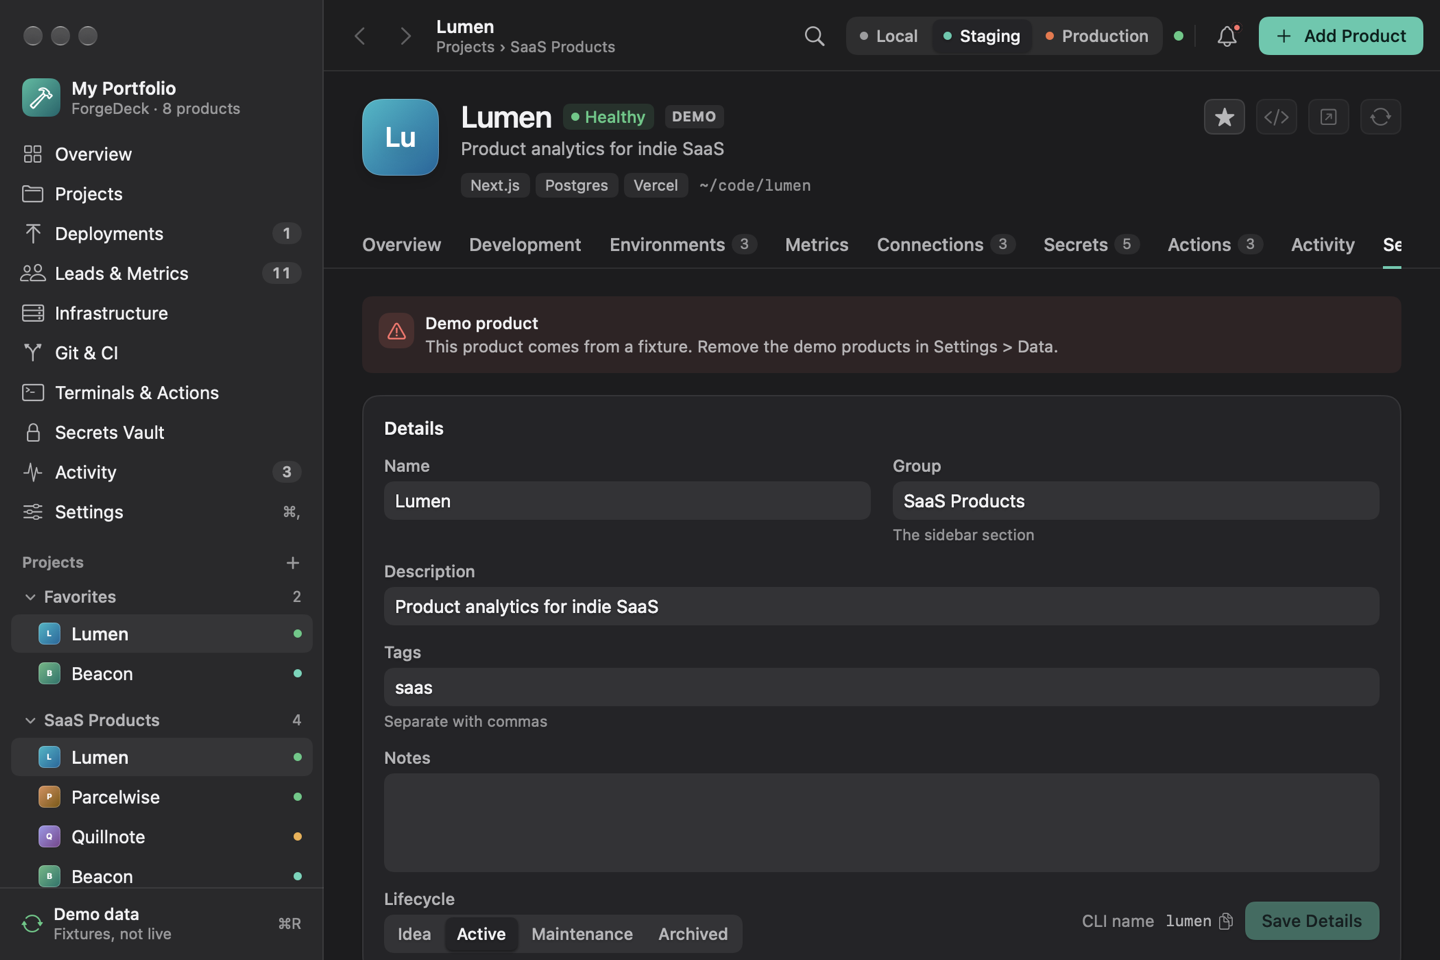 My Portfolio
ForgeDeck · 8 products
Overview
Projects
Deployments 1
Leads & Metrics 11
Infrastructure
Git & CI
Terminals & Actions
Secrets Vault
Activity 3
Settings ⌘,
Projects
Favorites 2
L Lumen
B Beacon
SaaS Products 4
L Lumen
P Parcelwise
Q Quillnote
B Beacon
Demo data ⌘R
Fixtures, not live
Lumen
Projects › SaaS Products
Local Staging Production
+ Add Product
Lu
Lumen Healthy DEMO
Product analytics for indie SaaS
Next.js Postgres Vercel ~/code/lumen
Overview Development Environments 3 Metrics Connections 3 Secrets 5 Actions 3 Activity Se
Demo product
This product comes from a fixture. Remove the demo products in Settings > Data.
Details
Name Group
Lumen SaaS Products
The sidebar section
Description
Product analytics for indie SaaS
Tags
saas
Separate with commas
Notes
Lifecycle
Idea Active Maintenance Archived
CLI name lumen Save Details